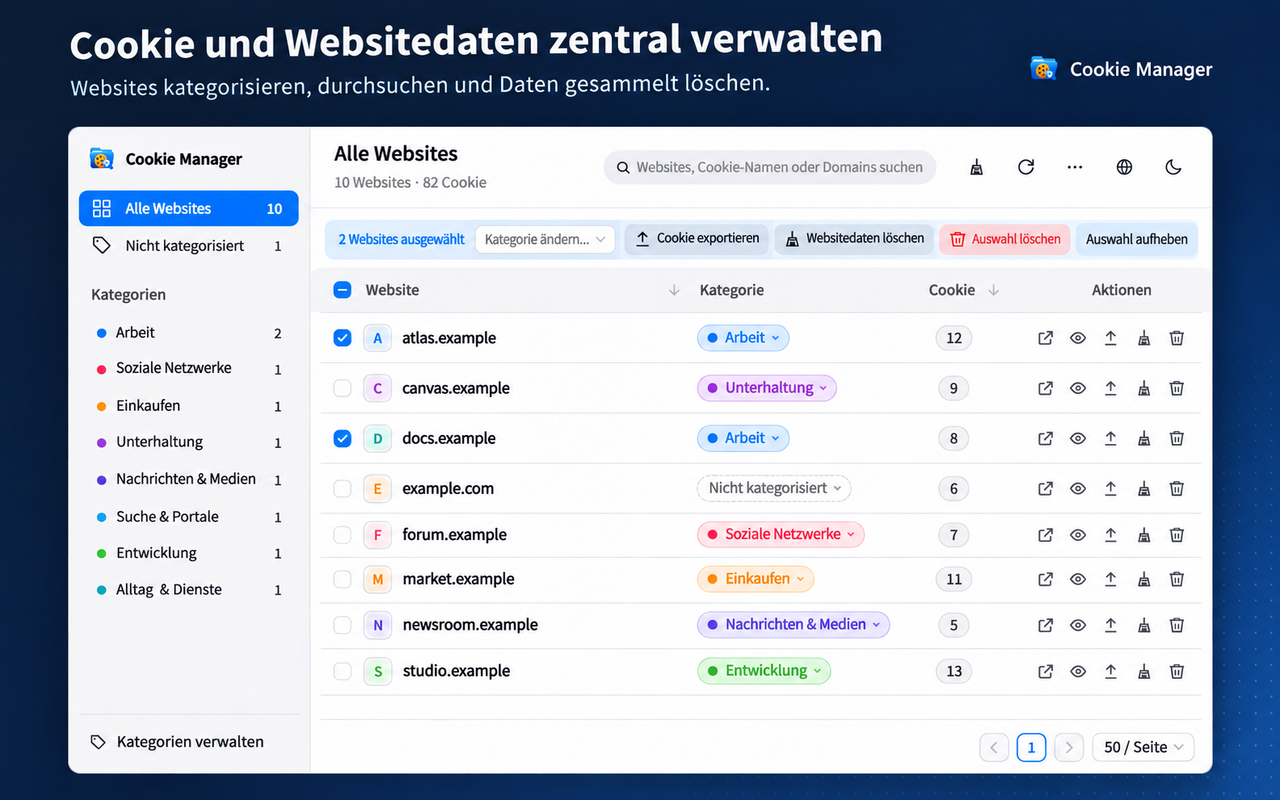 Cookie und Websitedaten zentral verwalten
Websites kategorisieren, durchsuchen und Daten gesammelt löschen.
Cookie Manager
Cookie Manager
Alle Websites 10
Nicht kategorisiert 1
Kategorien
Arbeit 2
Soziale Netzwerke 1
Einkaufen 1
Unterhaltung 1
Nachrichten & Medien 1
Suche & Portale 1
Entwicklung 1
Alltag & Dienste 1
Kategorien verwalten
Alle Websites
10 Websites · 82 Cookie
Websites, Cookie-Namen oder Domains suchen
2 Websites ausgewählt Kategorie ändern... Cookie exportieren Websitedaten löschen Auswahl löschen Auswahl aufheben
Website Kategorie Cookie Aktionen
A atlas.example Arbeit 12
C canvas.example Unterhaltung 9
D docs.example Arbeit 8
E example.com Nicht kategorisiert 6
F forum.example Soziale Netzwerke 7
M market.example Einkaufen 11
N newsroom.example Nachrichten & Medien 5
S studio.example Entwicklung 13
1 50 / Seite